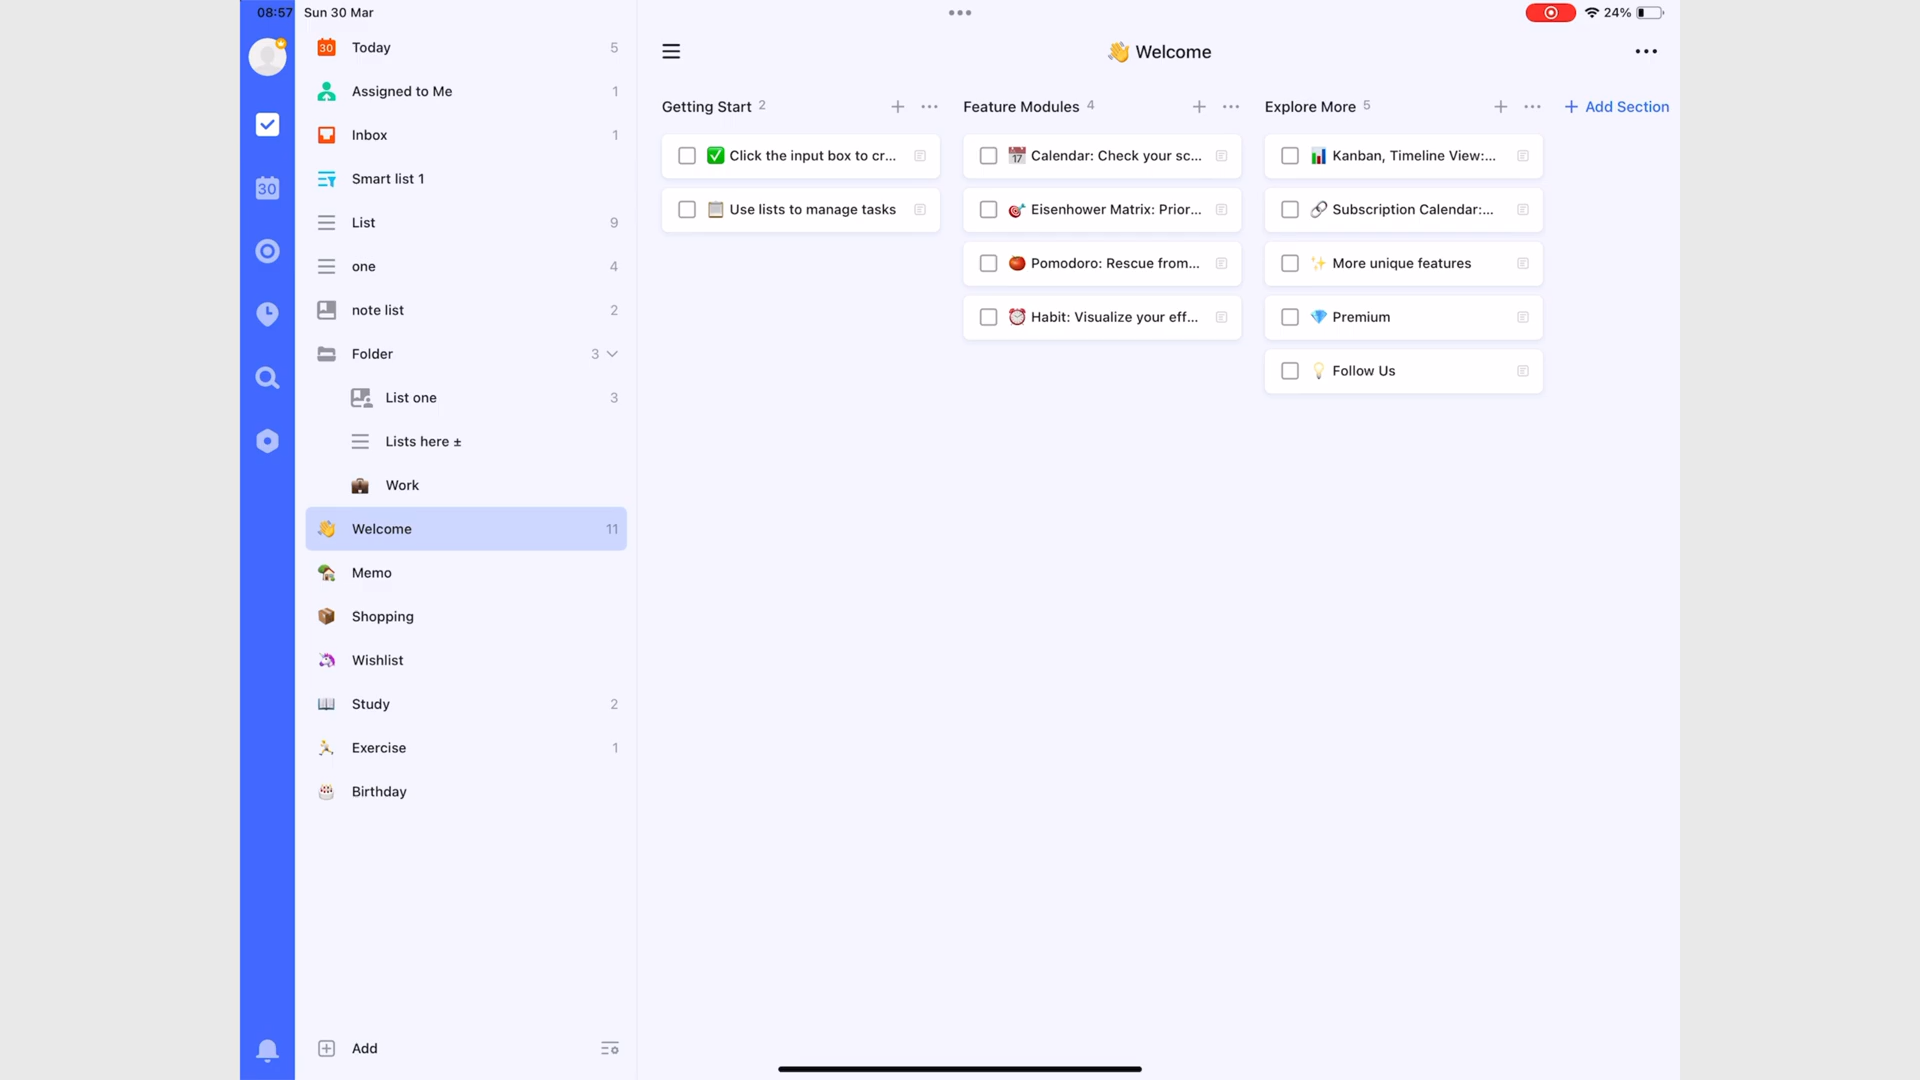 08:57 Sun 30 Mar
24%
30 Today 5
Assigned to Me 1
Inbox 1
Smart list 1
List 9
one 4
note list 2
Folder 3
List one 3
Lists here ±
Work
Welcome 11
Memo
Shopping
Wishlist
Study 2
Exercise 1
Birthday
Add
30
👋 Welcome
Getting Start 2
✅ Click the input box to cr...
📋 Use lists to manage tasks
Feature Modules 4
📅 Calendar: Check your sc...
🎯 Eisenhower Matrix: Prior...
🍅 Pomodoro: Rescue from...
⏰ Habit: Visualize your eff...
Explore More 5
📊 Kanban, Timeline View:...
🔗 Subscription Calendar:...
✨ More unique features
💎 Premium
💡 Follow Us
+ Add Section